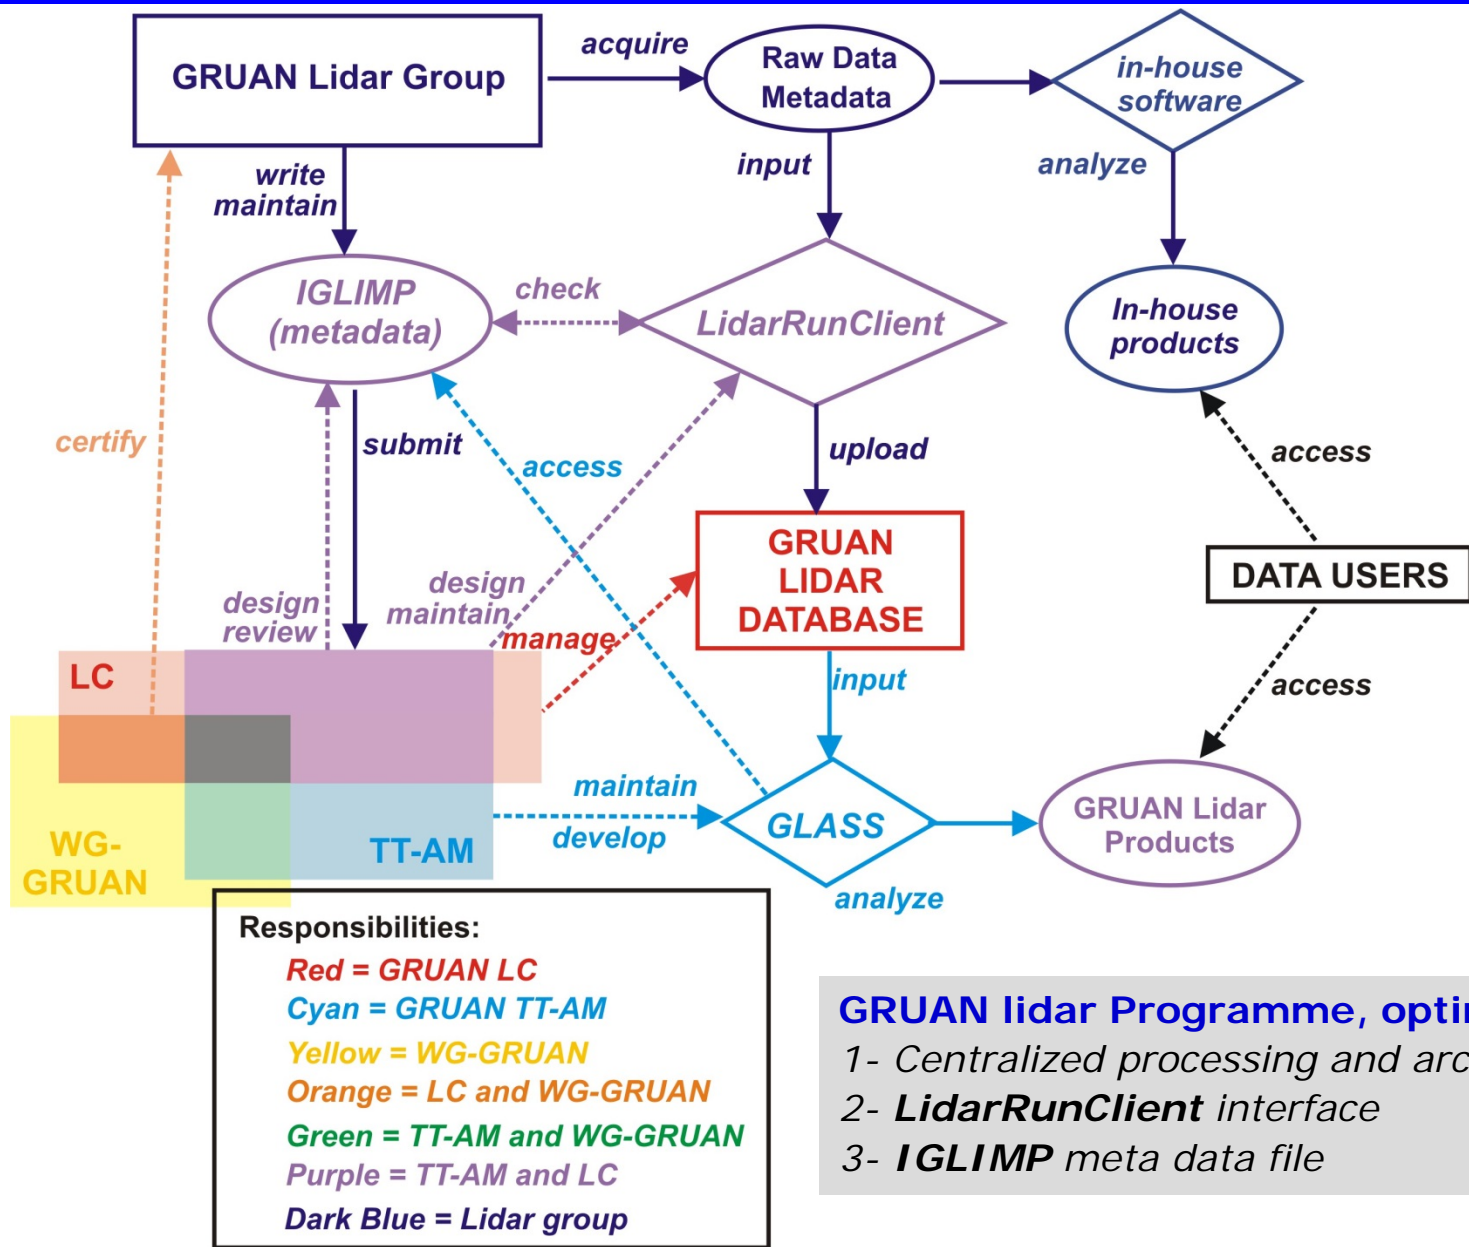 GRUAN Lidar Group
acquire
Raw Data
Metadata
in-house
software
write
maintain
input
analyze
IGLIMP
(metadata)
check
LidarRunClient
In-house
products
certify
submit
access
upload
access
GRUAN
LIDAR
DATABASE
DATA USERS
design
review
design
maintain
manage
LC
input
access
maintain
develop
GLASS
analyze
GRUAN Lidar
Products
WG-
GRUAN
TT-AM
Responsibilities:
Red = GRUAN LC
Cyan = GRUAN TT-AM
Yellow = WG-GRUAN
Orange = LC and WG-GRUAN
Green = TT-AM and WG-GRUAN
Purple = TT-AM and LC
Dark Blue = Lidar group
GRUAN lidar Programme,
1- Centralized processing and
2- LidarRunClient interface
3- IGLIMP meta data file